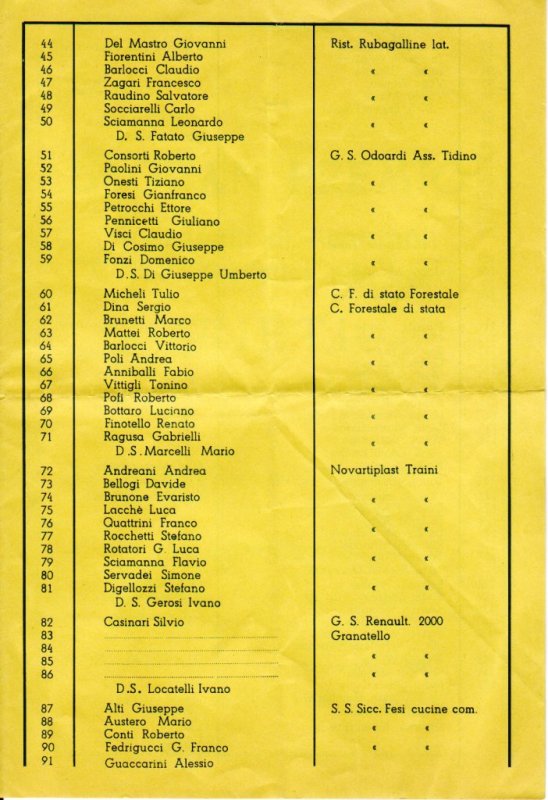 44 Del Mastro Giovanni Rist. Rubagalline lat.
45 Fiorentini Alberto
46 Barlocci Claudio « «
47 Zagari Francesco
48 Raudino Salvatore « «
49 Socciarelli Carlo
50 Sciamanna Leonardo « «
D. S. Fatato Giuseppe
51 Consorti Roberto G. S. Odoardi Ass. Tidino
52 Paolini Giovanni
53 Onesti Tiziano « «
54 Foresi Gianfranco
55 Petrocchi Ettore « «
56 Pennicetti Giuliano
57 Visci Claudio « «
58 Di Cosimo Giuseppe
59 Fonzi Domenico « «
D.S. Di Giuseppe Umberto
60 Micheli Tulio C. F. di stato Forestale
61 Dina Sergio C. Forestale di stata
62 Brunetti Marco
63 Mattei Roberto « «
64 Barlocci Vittorio
65 Poli Andrea « «
66 Anniballi Fabio
67 Vittigli Tonino « «
68 Pofi Roberto
69 Bottaro Luciano « «
70 Finotello Renato
71 Ragusa Gabrielli « «
D.S. Marcelli Mario
72 Andreani Andrea Novartiplast Traini
73 Bellogi Davide
74 Brunone Evaristo « «
75 Lacchè Luca
76 Quattrini Franco « «
77 Rocchetti Stefano
78 Rotatori G. Luca
79 Sciamanna Flavio « «
80 Servadei Simone
81 Digellozzi Stefano « «
D. S. Gerosi Ivano
82 Casinari Silvio G. S. Renault. 2000
83 Granatello
84 « «
85
86 « «
D.S. Locatelli Ivano
87 Alti Giuseppe S. S. Sicc. Fesi cucine com.
88 Austero Mario « «
89 Conti Roberto
90 Fedrigucci G. Franco « «
91 Guaccarini Alessio